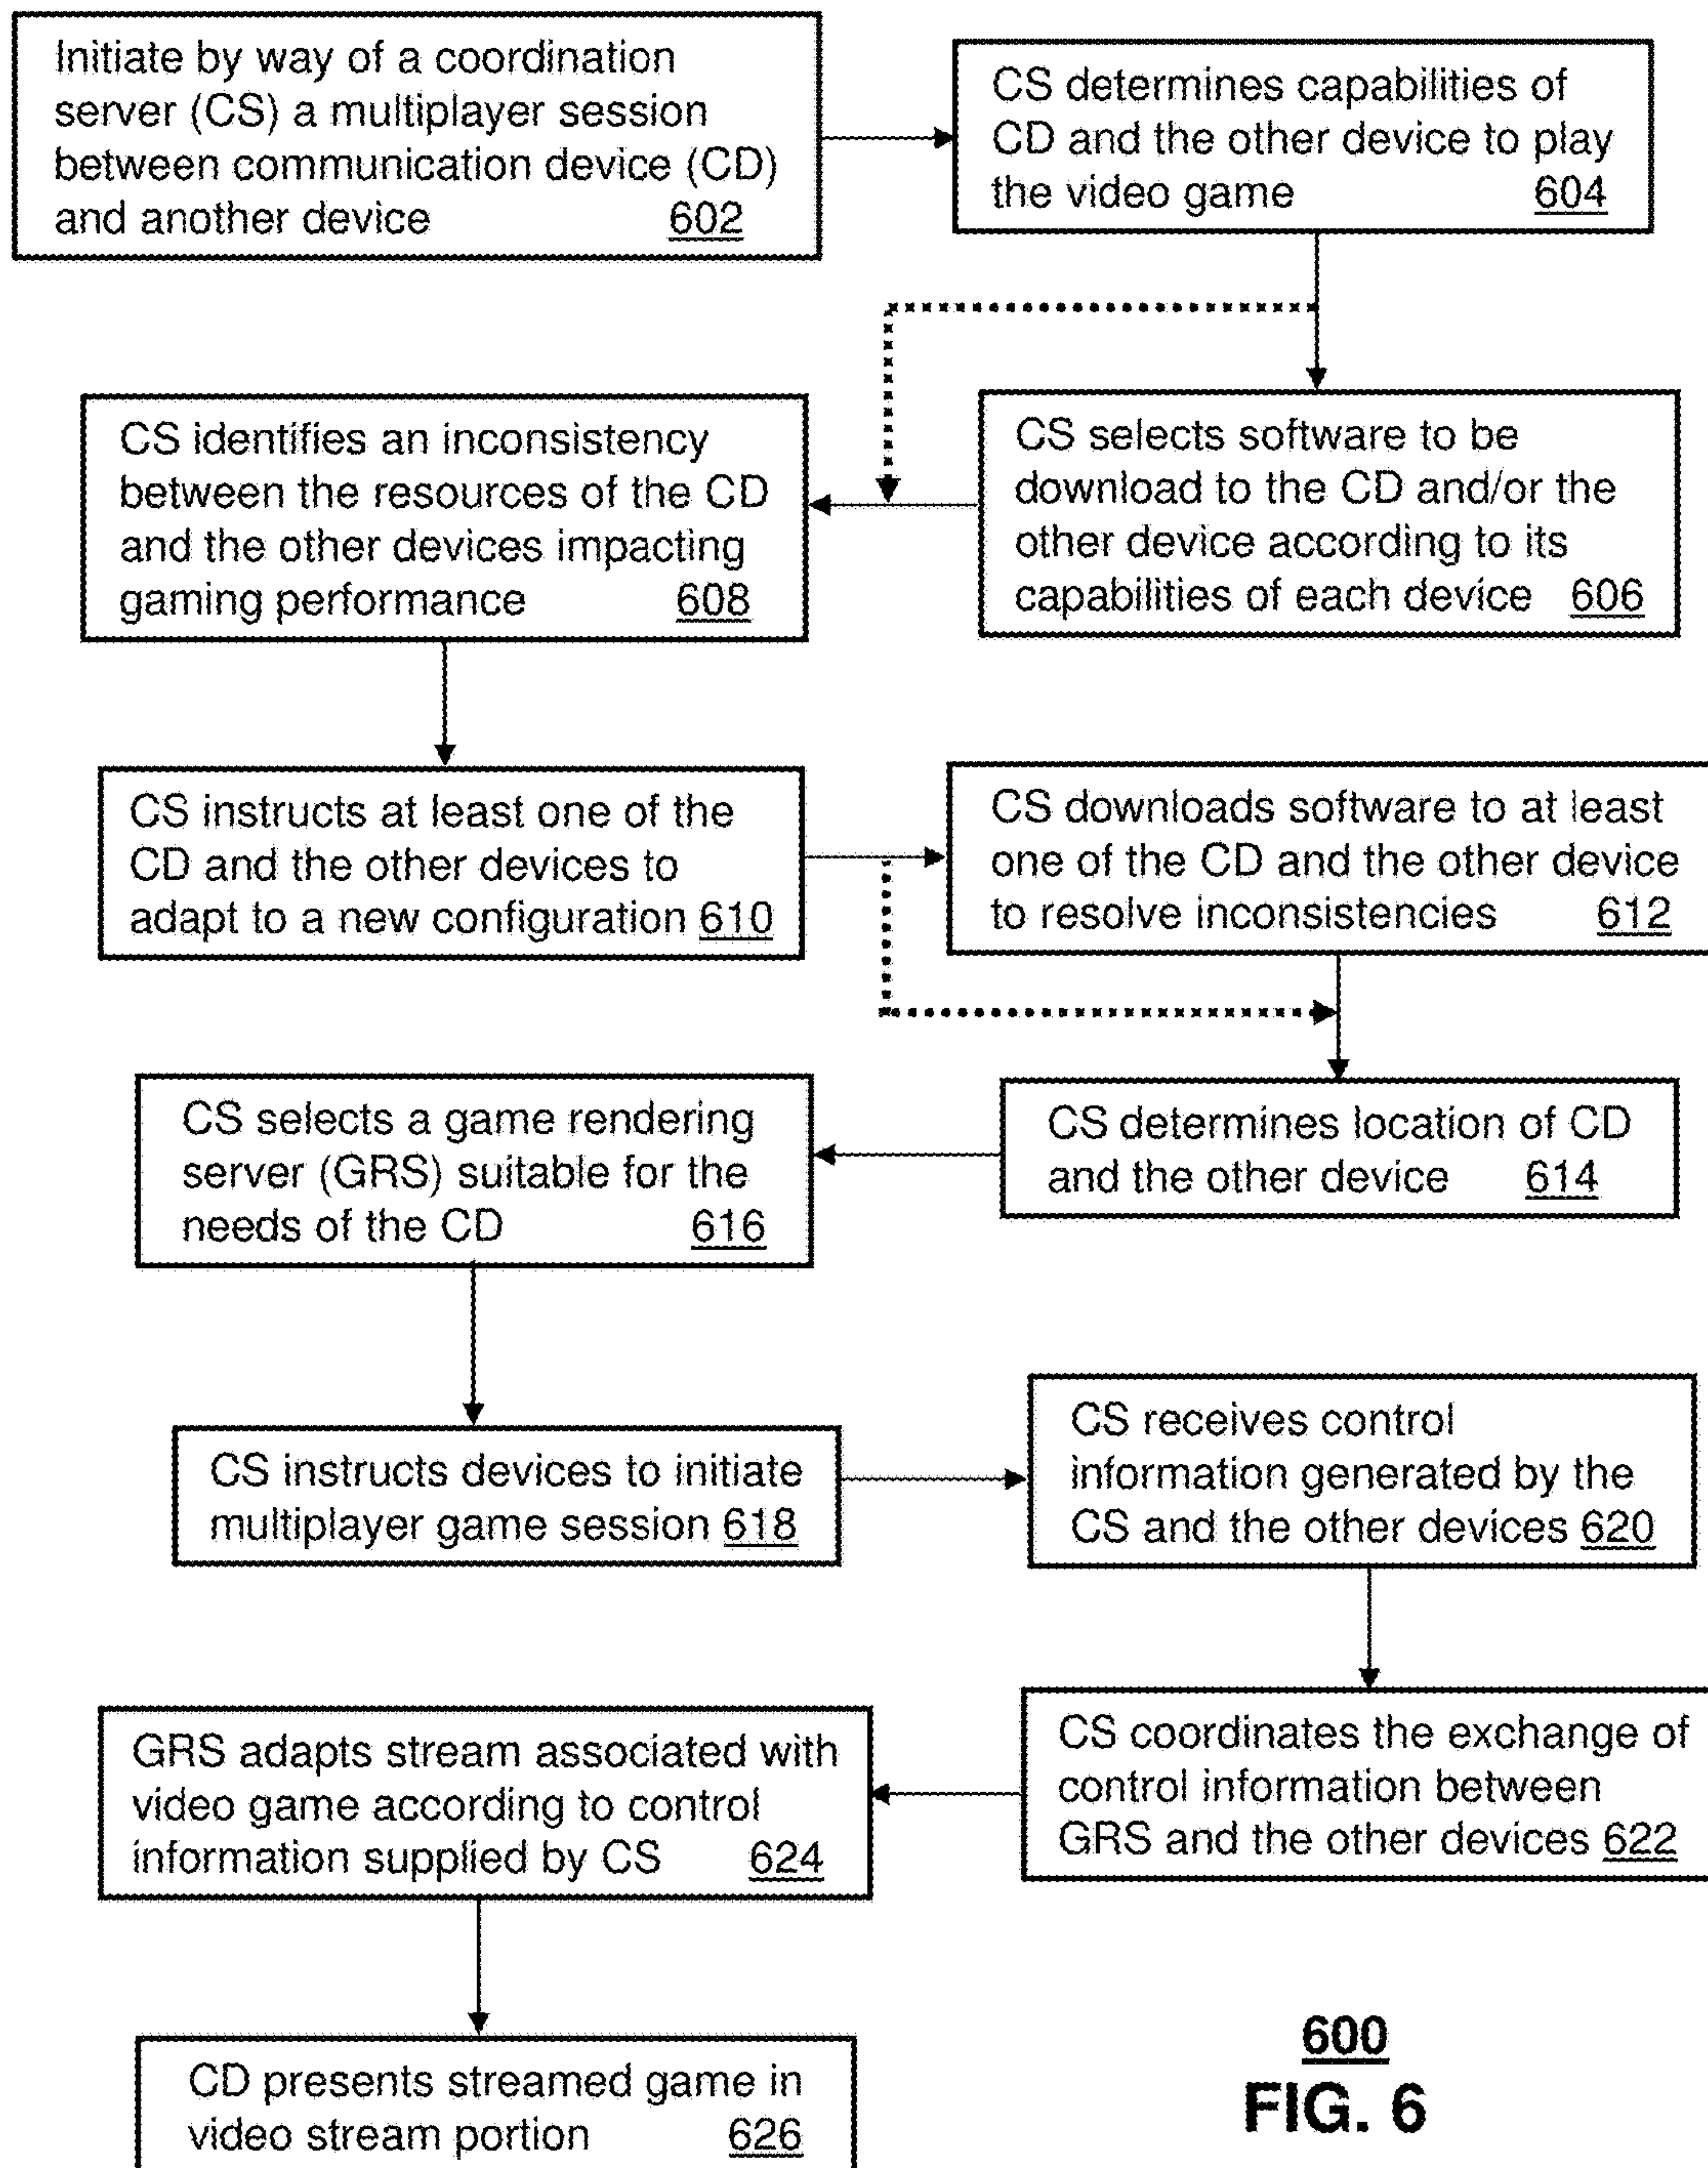 Initiate by way of a coordination
server (CS) a multiplayer session
between communication device (CD)
and another device 602
CS determines capabilities of
CD and the other device to play
the video game 604
CS selects software to be
download to the CD and/or the
other device according to its
capabilities of each device 606
CS identifies an inconsistency
between the resources of the CD
and the other devices impacting
gaming performance 608
CS instructs at least one of the
CD and the other devices to
adapt to a new configuration 610
CS downloads software to at least
one of the CD and the other device
to resolve inconsistencies 612
CS determines location of CD
and the other device 614
CS selects a game rendering
server (GRS) suitable for the
needs of the CD 616
CS instructs devices to initiate
multiplayer game session 618
CS receives control
information generated by the
CS and the other devices 620
CS coordinates the exchange of
control information between
GRS and the other devices 622
GRS adapts stream associated with
video game according to control
information supplied by CS 624
CD presents streamed game in
video stream portion 626
600
FIG. 6